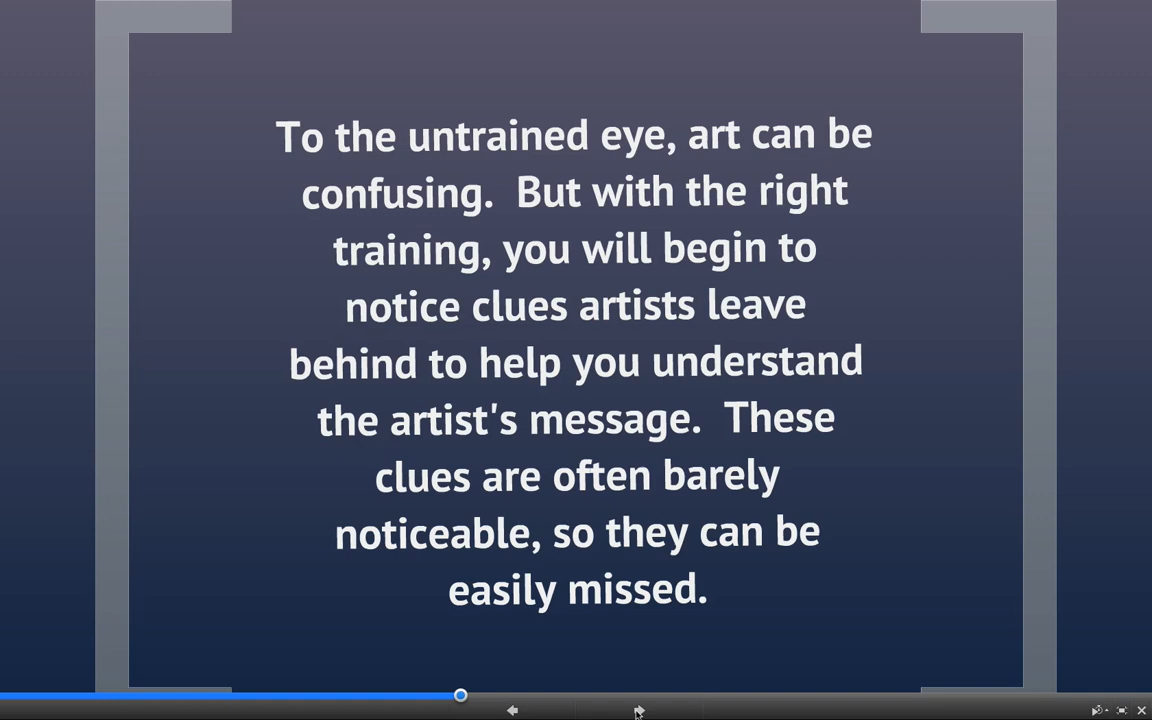 To the untrained eye, art can be
confusing.  But with the right
training, you will begin to
notice clues artists leave
behind to help you understand
the artist's message.  These
clues are often barely
noticeable, so they can be
easily missed.